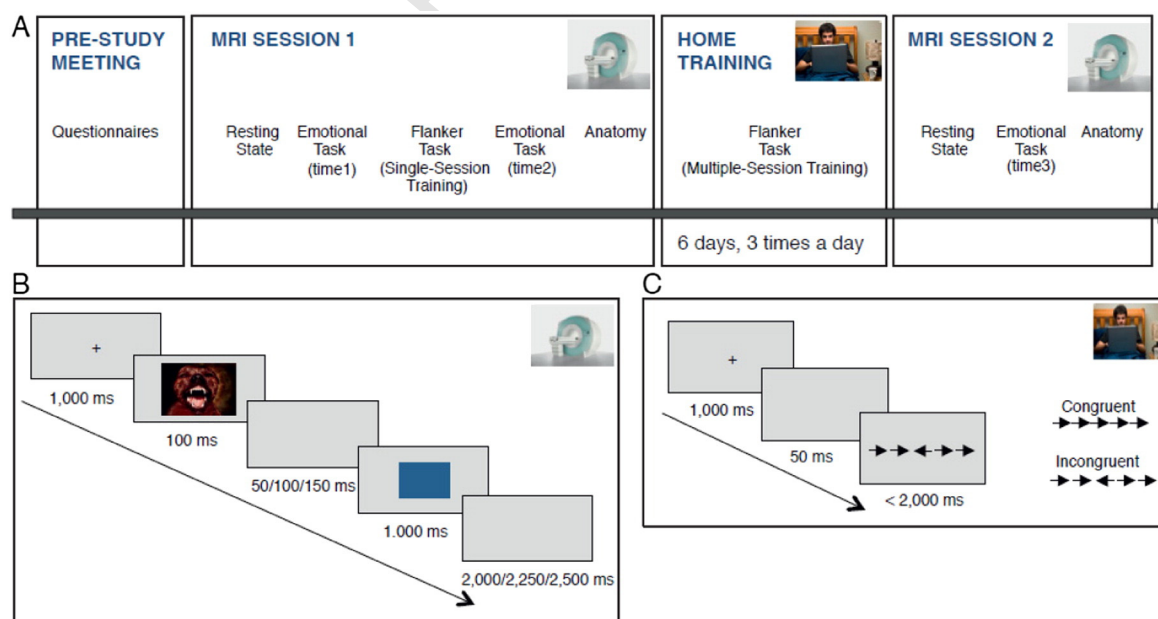 A
PRE-STUDY
MEETING
Questionnaires
MRI SESSION 1
Resting
State
Emotional
Task
(time1)
Flanker
Task
(Single-Session
Training)
Emotional
Task
(time2)
Anatomy
HOME
TRAINING
Flanker
Task
(Multiple-Session Training)
6 days, 3 times a day
MRI SESSION 2
Resting
State
Emotional
Task
(time3)
Anatomy
B
+
1,000 ms
100 ms
50/100/150 ms
1.000 ms
2,000/2,250/2,500 ms
C
+
1,000 ms
50 ms
< 2,000 ms
Congruent
Incongruent